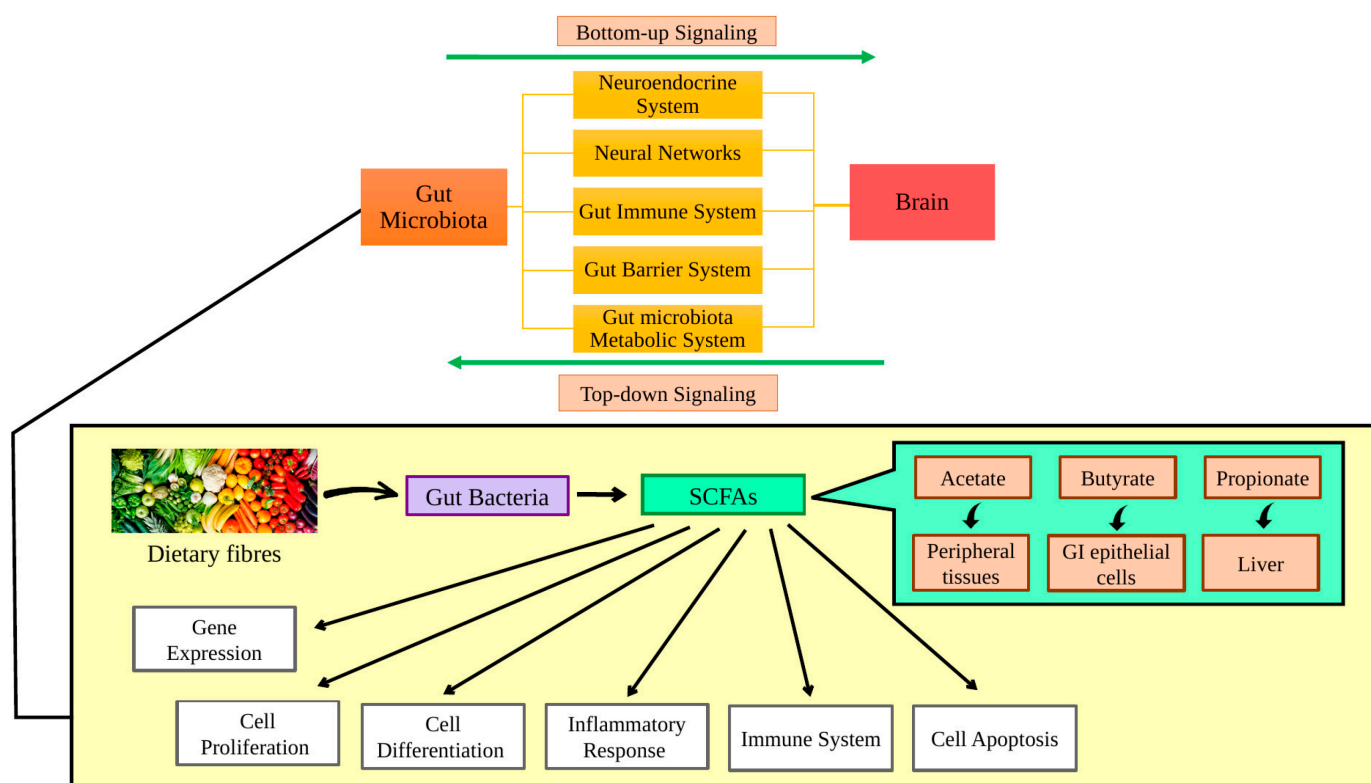 Bottom-up Signaling
Neuroendocrine
System
Neural Networks
Gut
Microbiota
Gut Immune System
Brain
Gut Barrier System
Gut microbiota
Metabolic System
Top-down Signaling
Dietary fibres
Gut Bacteria
SCFAs
Acetate
Butyrate
Propionate
Peripheral
tissues
GI epithelial
cells
Liver
Gene
Expression
Cell
Proliferation
Cell
Differentiation
Inflammatory
Response
Immune System
Cell Apoptosis